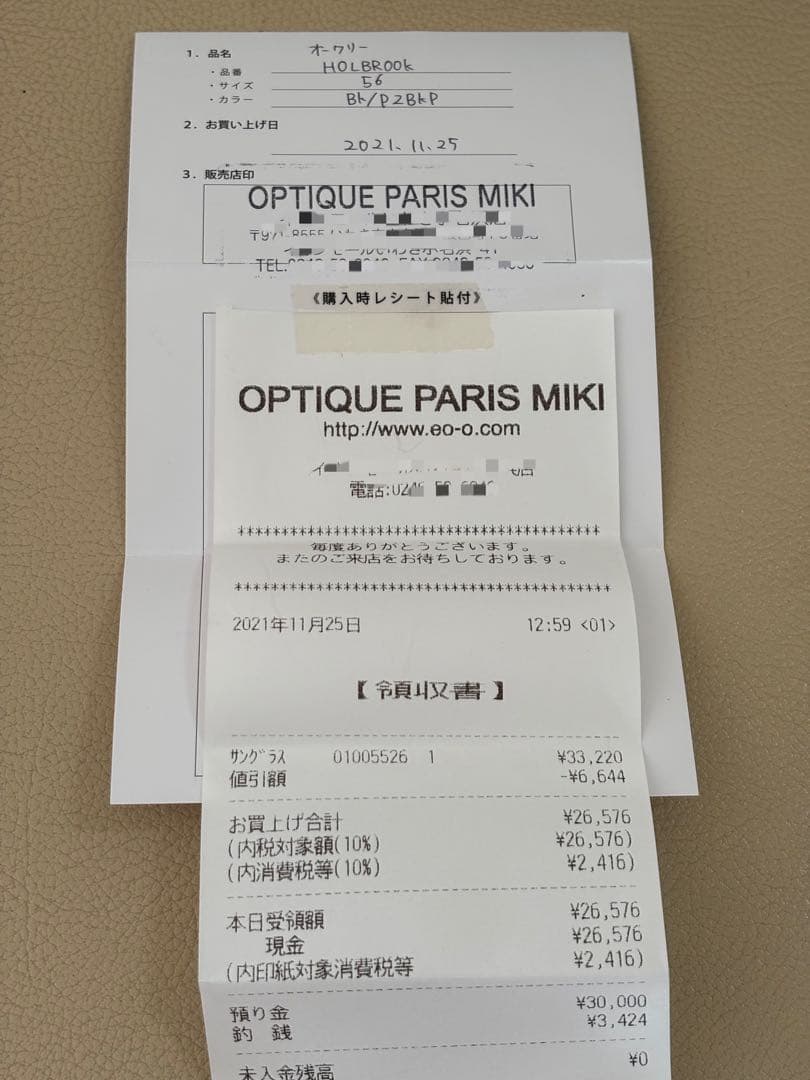 1. 品名 オークリー
・品番 HOLBROOK
・サイズ 56
・カラー BK/PZBKP
2. お買い上げ日
2021.11.25
3. 販売店印
OPTIQUE PARIS MIKI
TEL.
《購入時レシート貼付》
OPTIQUE PARIS MIKI
http://www.eo-o.com
電話:
************************************
毎度ありがとうございます。
またのご来店をお待ちしております。
************************************
2021年11月25日 12:59 <01>
【領収書】
サングラス 01005526 1 ¥33,220
値引額 -¥6,644
お買上げ合計 ¥26,576
(内税対象額(10%) ¥26,576)
(内消費税等(10%) ¥2,416)
本日受領額 ¥26,576
現金 ¥26,576
(内印紙対象消費税等 ¥2,416)
預り金 ¥30,000
釣 銭 ¥3,424
未入金残高 ¥0